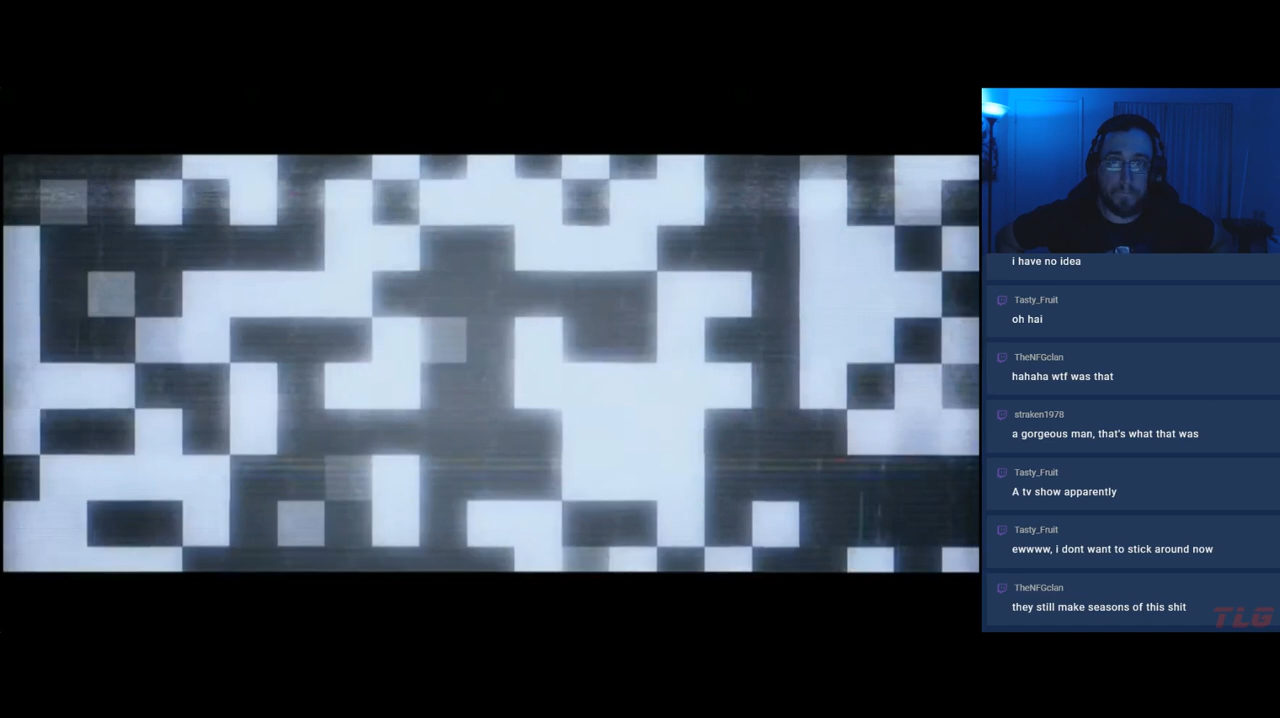 i have no idea
Tasty_Fruit
oh hai
TheNFGclan
hahaha wtf was that
straken1978
a gorgeous man, that's what that was
Tasty_Fruit
A tv show apparently
Tasty_Fruit
ewwww, i dont want to stick around now
TheNFGclan
they still make seasons of this shit
TLG